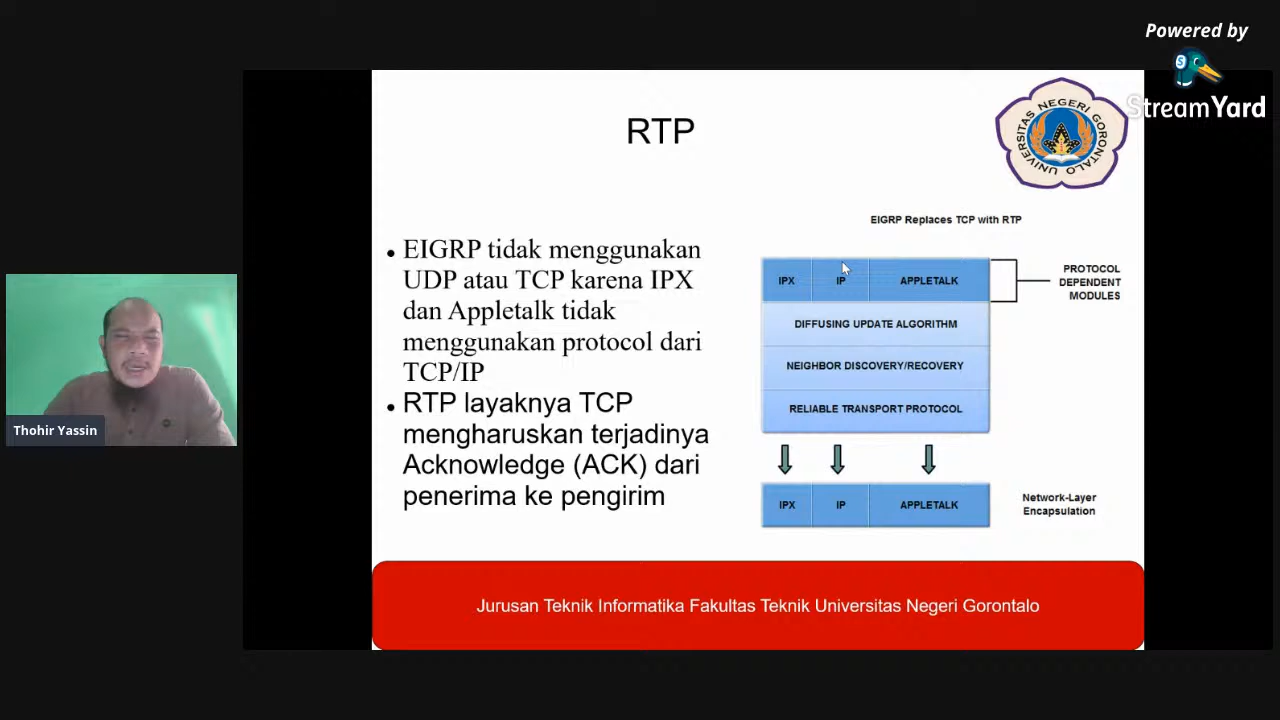 Powered by
StreamYard
RTP
UNIVERSITAS NEGERI GORONTALO
EIGRP tidak menggunakan
UDP atau TCP karena IPX
dan Appletalk tidak
menggunakan protocol dari
TCP/IP
RTP layaknya TCP
mengharuskan terjadinya
Acknowledge (ACK) dari
penerima ke pengirim
EIGRP Replaces TCP with RTP
IPX IP APPLETALK
PROTOCOL
DEPENDENT
MODULES
DIFFUSING UPDATE ALGORITHM
NEIGHBOR DISCOVERY/RECOVERY
RELIABLE TRANSPORT PROTOCOL
IPX IP APPLETALK
Network-Layer
Encapsulation
Thohir Yassin
Jurusan Teknik Informatika Fakultas Teknik Universitas Negeri Gorontalo